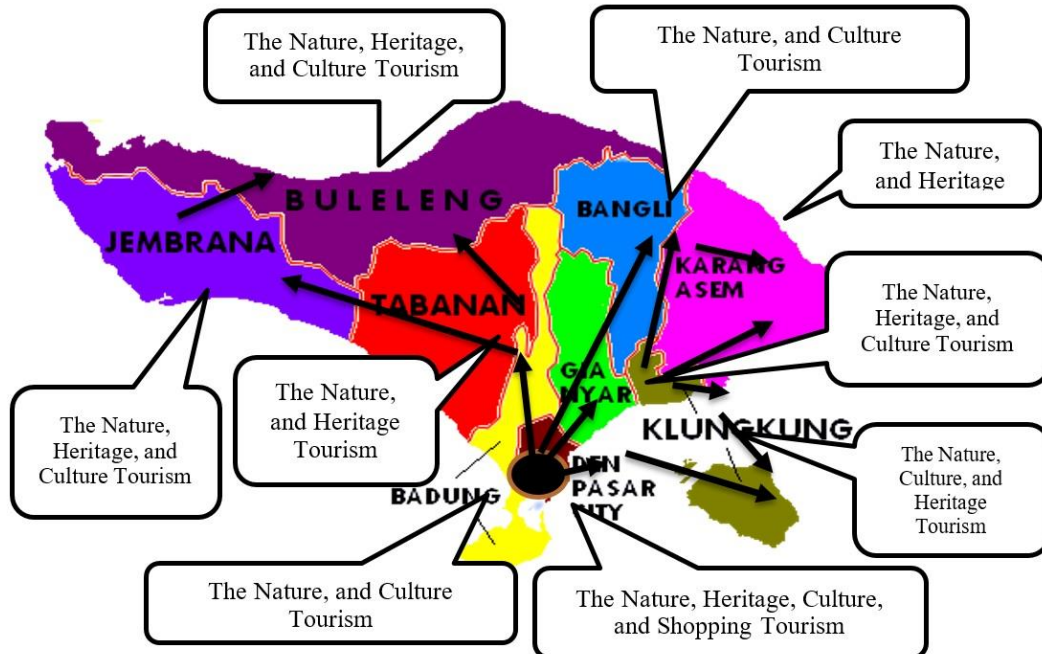 The Nature, Heritage,
and Culture Tourism
The Nature, and Culture
Tourism
The Nature,
and Heritage
BULELENG
BANGLI
JEMBRANA
KARANG
ASEM
TABANAN
The Nature,
Heritage, and
Culture Tourism
GIA
NYAR
The Nature,
and Heritage
Tourism
The Nature,
Heritage, and
Culture Tourism
KLUNGKUNG
The Nature,
Culture, and
Heritage
Tourism
BADUNG
DEN
PASAR
The Nature, and Culture
Tourism
The Nature, Heritage, Culture,
and Shopping Tourism